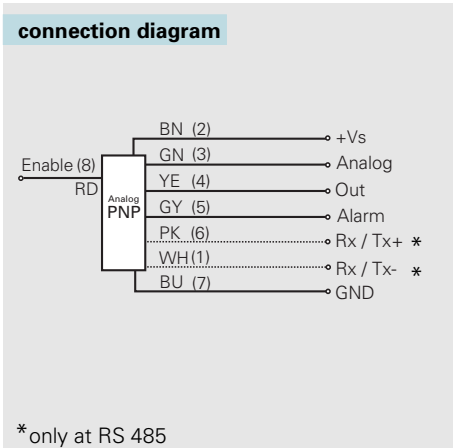 connection diagram
BN (2) +Vs
GN (3) Analog
Enable (8)
YE (4) Out
RD
Analog
PNP
GY (5) Alarm
PK (6) Rx / Tx+ *
WH(1) Rx / Tx- *
BU (7) GND
*only at RS 485